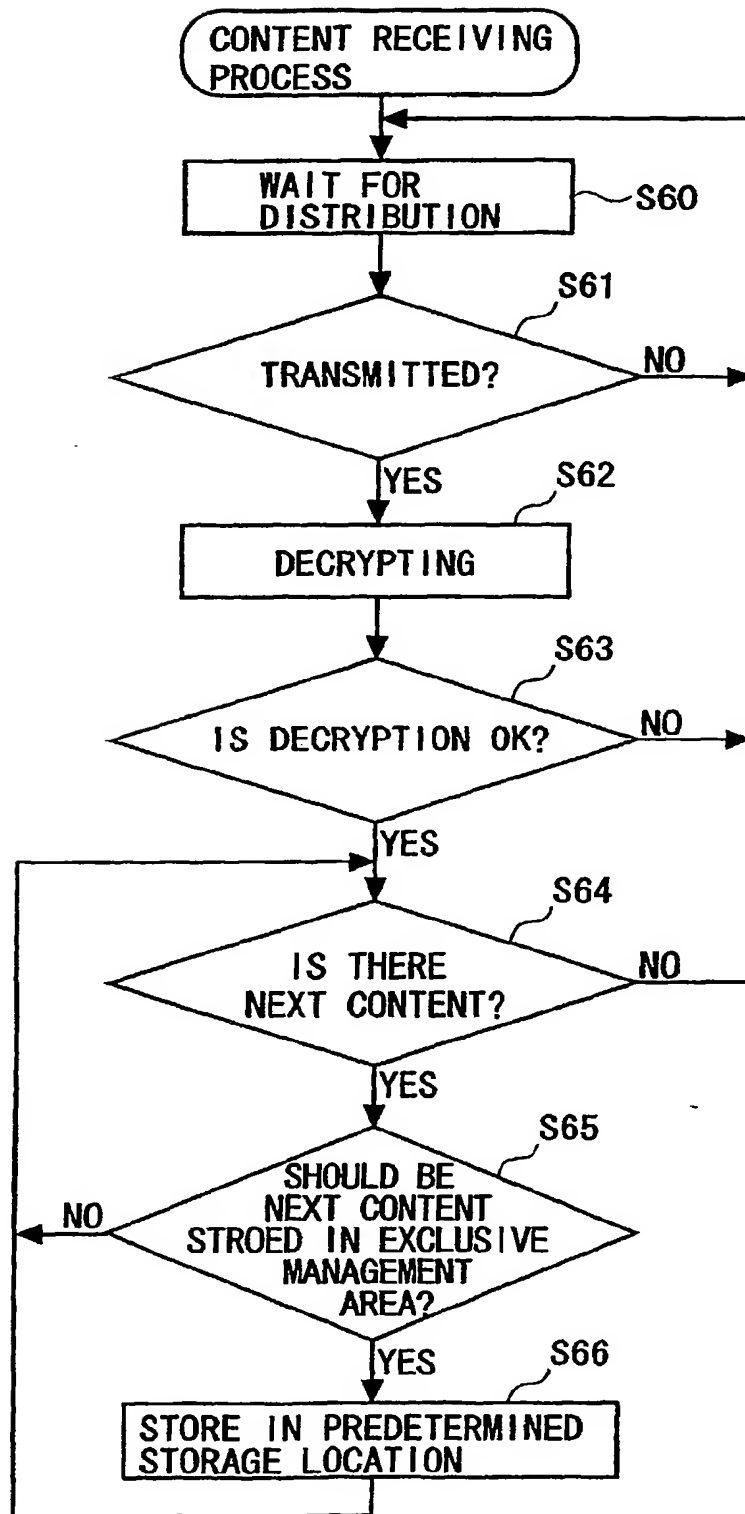 CONTENT RECEIVING
PROCESS
WAIT FOR
DISTRIBUTION
S60
S61
TRANSMITTED?
NO
YES
S62
DECRYPTING
S63
IS DECRYPTION OK?
NO
YES
S64
IS THERE
NEXT CONTENT?
NO
YES
S65
SHOULD BE
NEXT CONTENT
STROED IN EXCLUSIVE
MANAGEMENT
AREA?
NO
YES
S66
STORE IN PREDETERMINED
STORAGE LOCATION